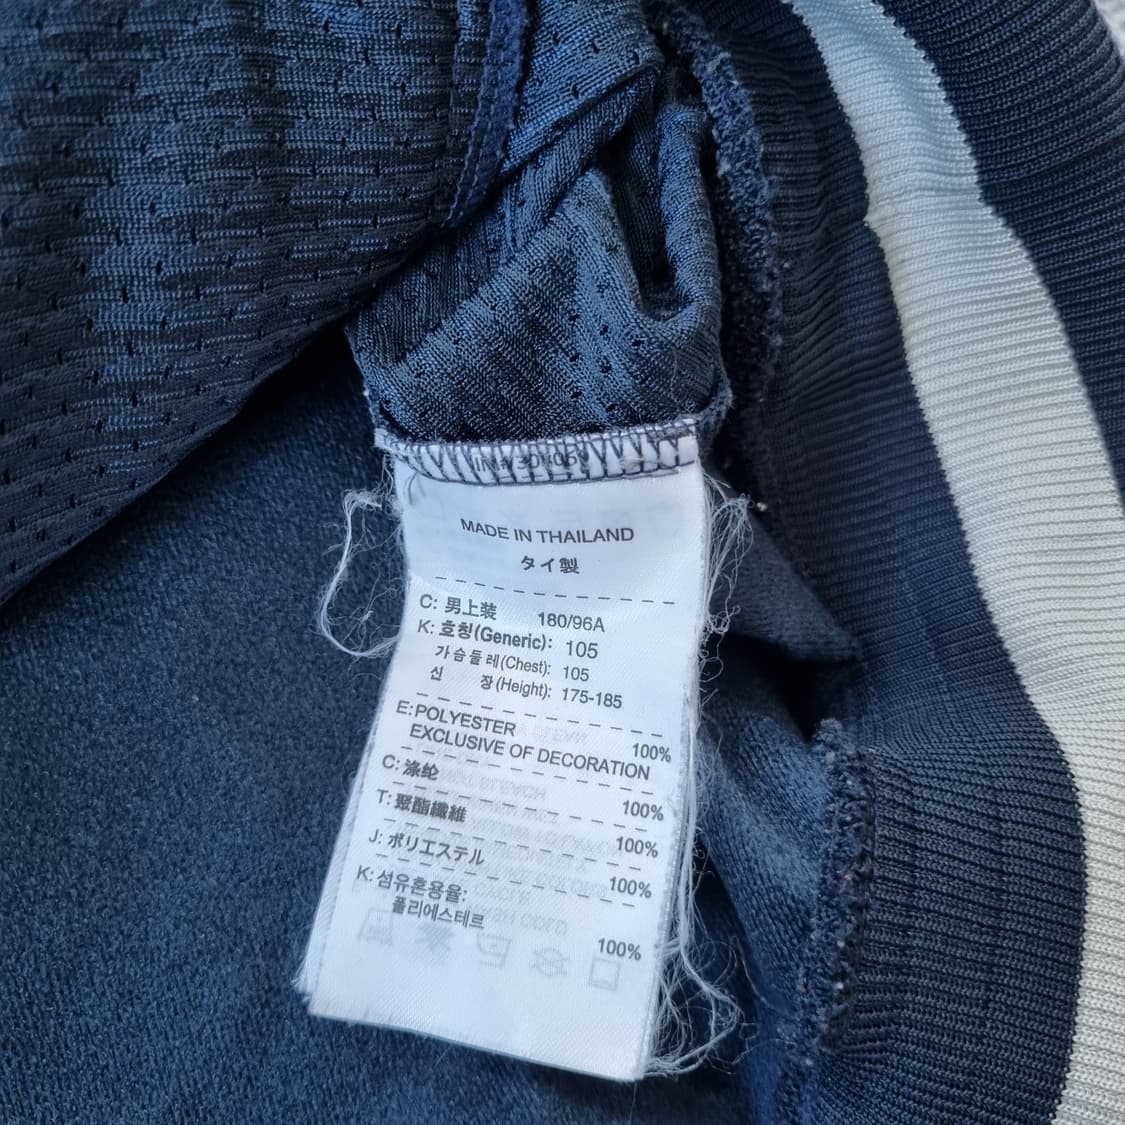 MADE IN THAILAND
タイ製
C: 男上装 180/96A
K: 호칭(Generic): 105
가슴둘레(Chest): 105
신 장(Height): 175-185
E:POLYESTER 100%
EXCLUSIVE OF DECORATION
C: 涤纶 100%
T: 聚酯纖維 100%
J: ポリエステル 100%
K: 섬유혼용율:
폴리에스테르 100%